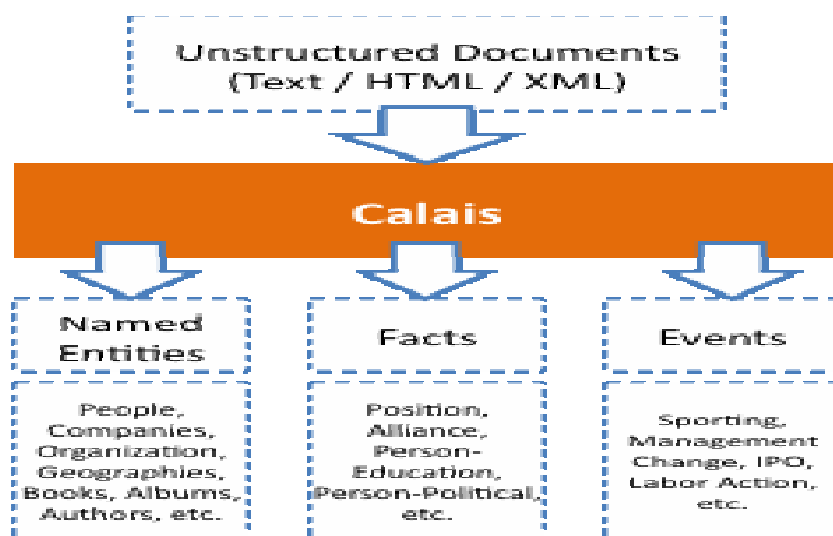 Unstructured Documents
(Text / HTML / XML)
Calais
Named
Entities
Facts
Events
People,
Companies,
Organization,
Geographies,
Books, Albums,
Authors, etc.
Position,
Alliance,
Person-
Education,
Person-Political,
etc.
Sporting,
Management
Change, IPO,
Labor Action,
etc.